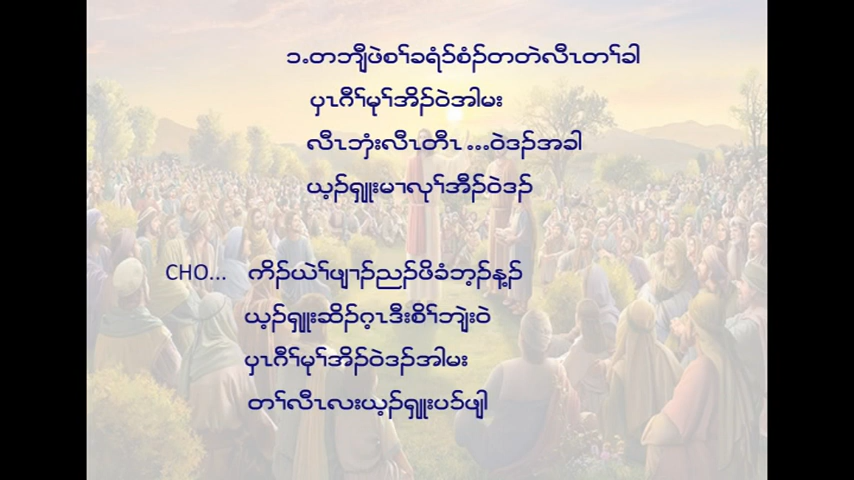 ၁.တဘျီဖဲစၢ်ခရံာ်စံၣ်တတဲလီၤတၢ်ခါ
ပှၤဂီၢ်မုၢ်အိၣ်ဝဲအါမး
လီၤဘှံးလီၤတီၤ...ဝဲဒၣ်အခါ
ယ့ၣ်ရှူးမၤလုၢ်အီၣ်ဝဲဒၣ်
CHO... ကိၣ်ယဲၢ်ဖျၢၣ်ညၣ်ဖိခံဘ့ၣ်န့ၣ်
ယ့ၣ်ရှူးဆိၣ်ဂ့ၤဒီးစိၢ်ဘျဲးဝဲ
ပှၤဂီၢ်မုၢ်အိၣ်ဝဲဒၣ်အါမး
တၢ်လီၤလးယ့ၣ်ရှူးပာ်ဖျါ